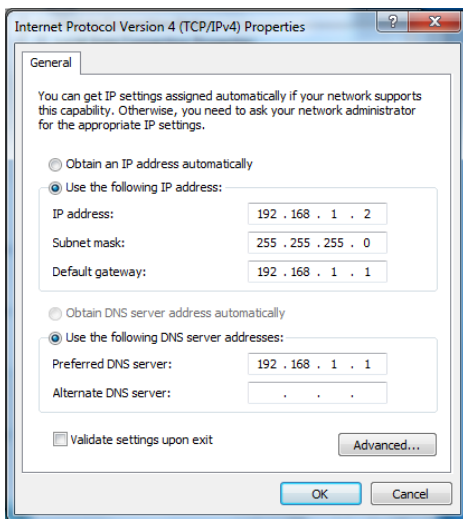 Internet Protocol Version 4 (TCP/IPv4) Properties
General
You can get IP settings assigned automatically if your network supports
this capability. Otherwise, you need to ask your network administrator
for the appropriate IP settings.
Obtain an IP address automatically
Use the following IP address:
IP address: 192 . 168 . 1 . 2
Subnet mask: 255 . 255 . 255 . 0
Default gateway: 192 . 168 . 1 . 1
Obtain DNS server address automatically
Use the following DNS server addresses:
Preferred DNS server: 192 . 168 . 1 . 1
Alternate DNS server: . . .
Validate settings upon exit
Advanced...
OK Cancel